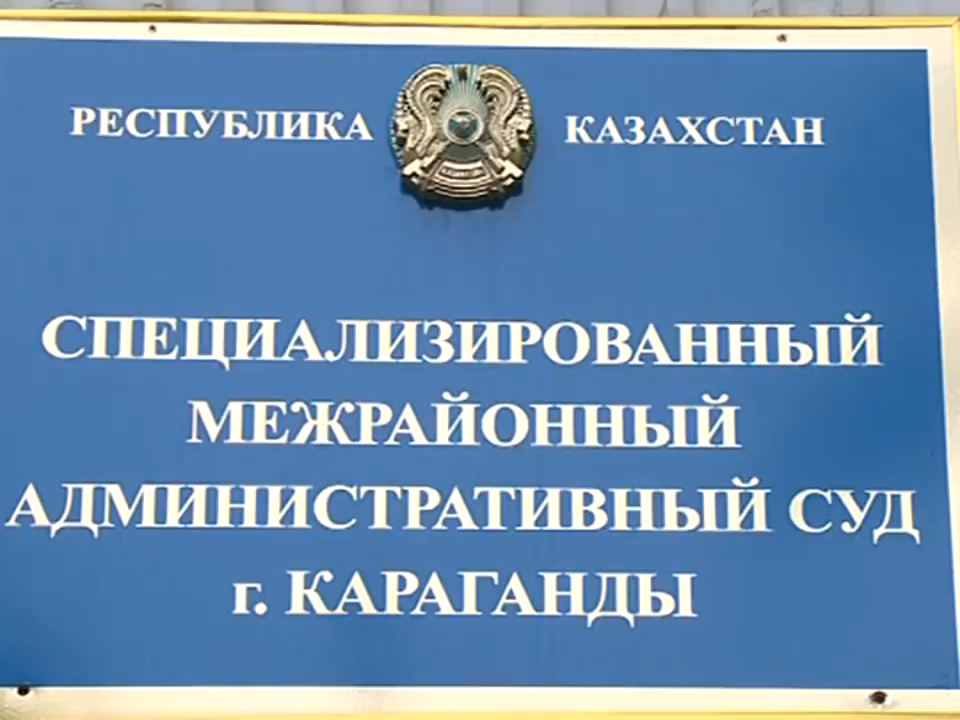 РЕСПУБЛИКА КАЗАХСТАН
СПЕЦИАЛИЗИРОВАННЫЙ
МЕЖРАЙОННЫЙ
АДМИНИСТРАТИВНЫЙ СУД
г. КАРАГАНДЫ